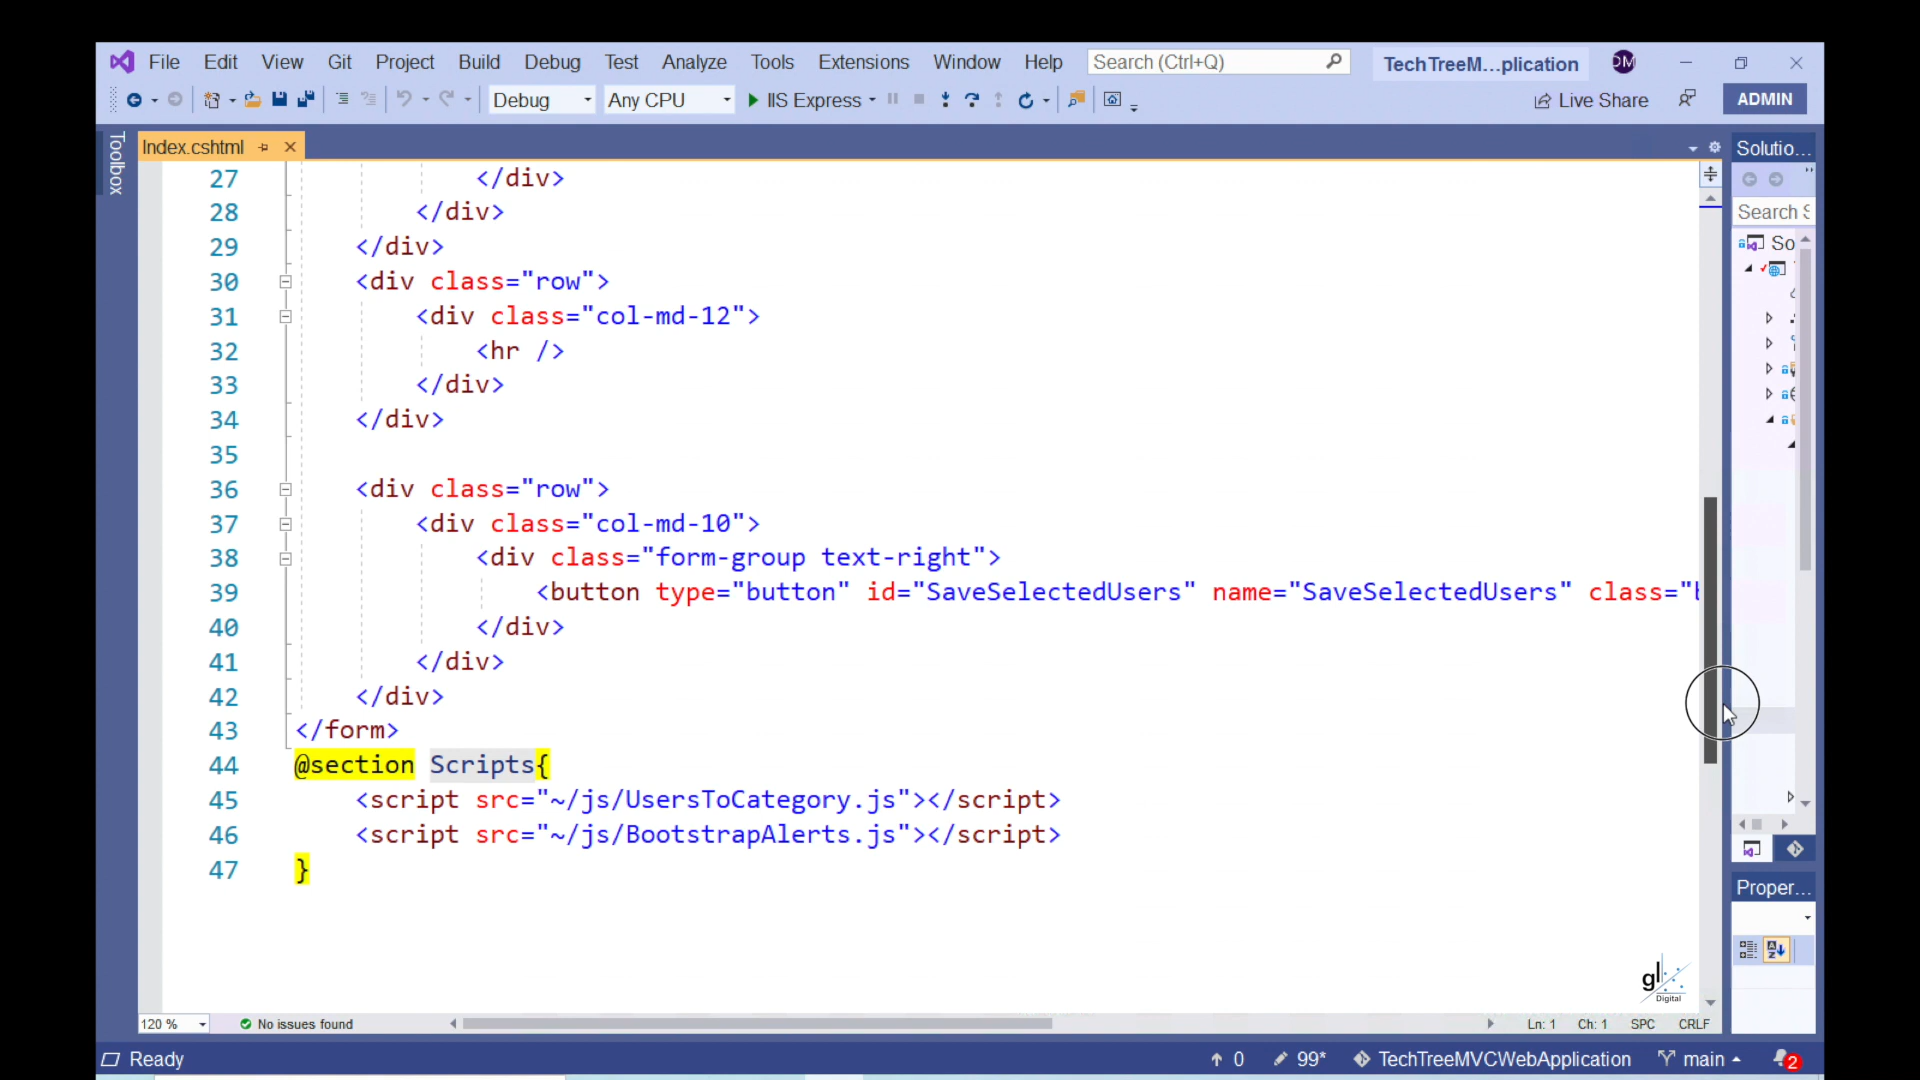 File Edit View Git Project Build Debug Test Analyze Tools Extensions Window Help Search (Ctrl+Q) TechTreeM...plication DM
Debug Any CPU IIS Express Live Share ADMIN
Toolbox
Index.cshtml
Solutio...
Search S
So
27 </div>
28 </div>
29 </div>
30 <div class="row">
31 <div class="col-md-12">
32 <hr />
33 </div>
34 </div>
35
36 <div class="row">
37 <div class="col-md-10">
38 <div class="form-group text-right">
39 <button type="button" id="SaveSelectedUsers" name="SaveSelectedUsers" class="b
40 </div>
41 </div>
42 </div>
43 </form>
44 @section Scripts{
45 <script src="~/js/UsersToCategory.js"></script>
46 <script src="~/js/BootstrapAlerts.js"></script>
47 }
Proper...
gl
Digital
120 % No issues found Ln: 1 Ch: 1 SPC CRLF
Ready 0 99* TechTreeMVCWebApplication main 2